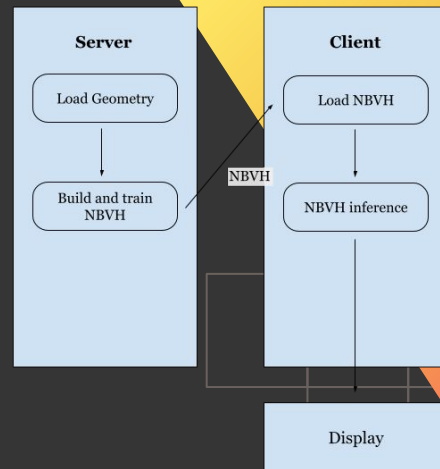 Server
Load Geometry
Build and train
NBVH
NBVH
Client
Load NBVH
NBVH inference
Display